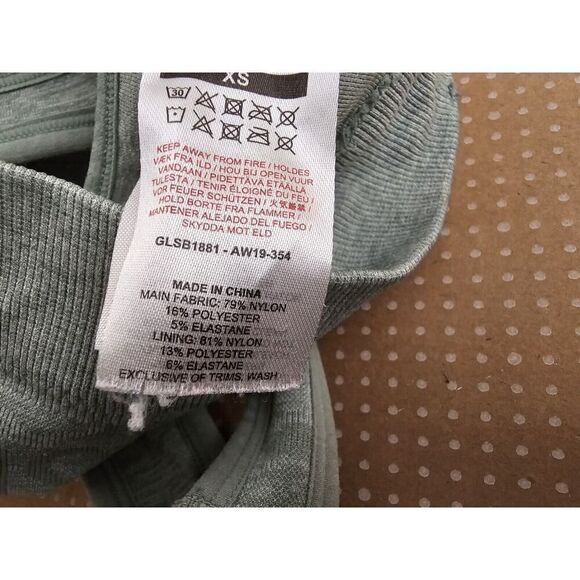 XS
30
KEEP AWAY FROM FIRE / HOLDES
VÆK FRA ILD / HOU BIJ OPEN VUUR
VANDAAN / PIDETTÄVÄ ETÄÄLLÄ
TULESTA / TENIR ÉLOIGNÉ DU FEU /
VOR FEUER SCHÜTZEN / 火気厳禁 /
HOLD BORTE FRA FLAMMER /
MANTENER ALEJADO DEL FUEGO /
SKYDDA MOT ELD
GLSB1881 - AW19-354
MADE IN CHINA
MAIN FABRIC: 79% NYLON
16% POLYESTER
5% ELASTANE
LINING: 81% NYLON
13% POLYESTER
6% ELASTANE
EXCLUSIVE OF TRIMS; WASH